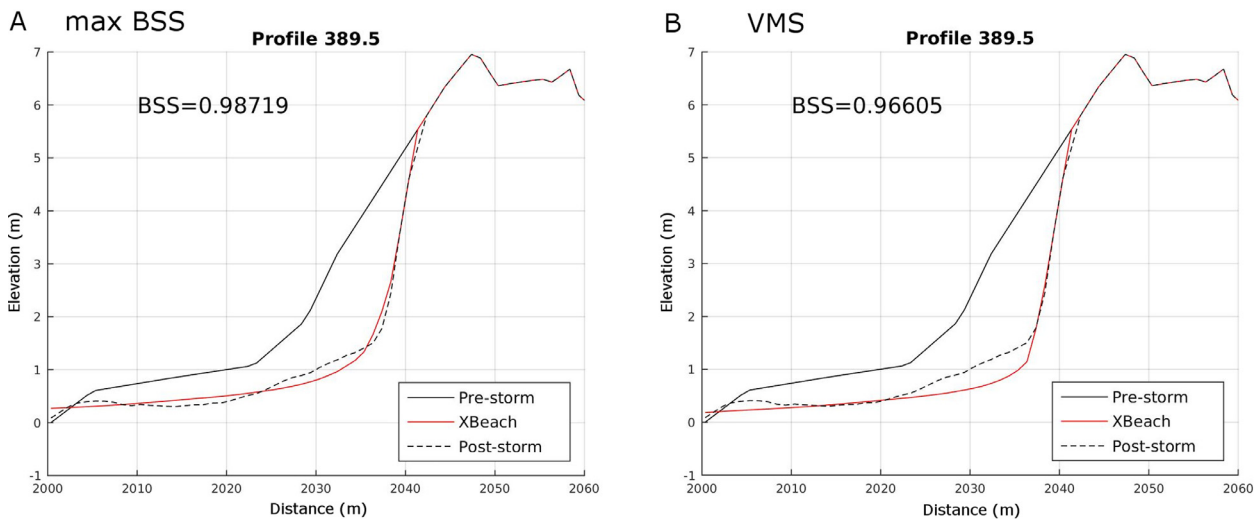 A max BSS
Profile 389.5
BSS=0.98719
Elevation (m)
7
6
5
4
3
2
1
0
-1
2000 2010 2020 2030 2040 2050 2060
Distance (m)
Pre-storm
XBeach
Post-storm
B VMS
Profile 389.5
BSS=0.96605
Elevation (m)
7
6
5
4
3
2
1
0
-1
2000 2010 2020 2030 2040 2050 2060
Distance (m)
Pre-storm
XBeach
Post-storm